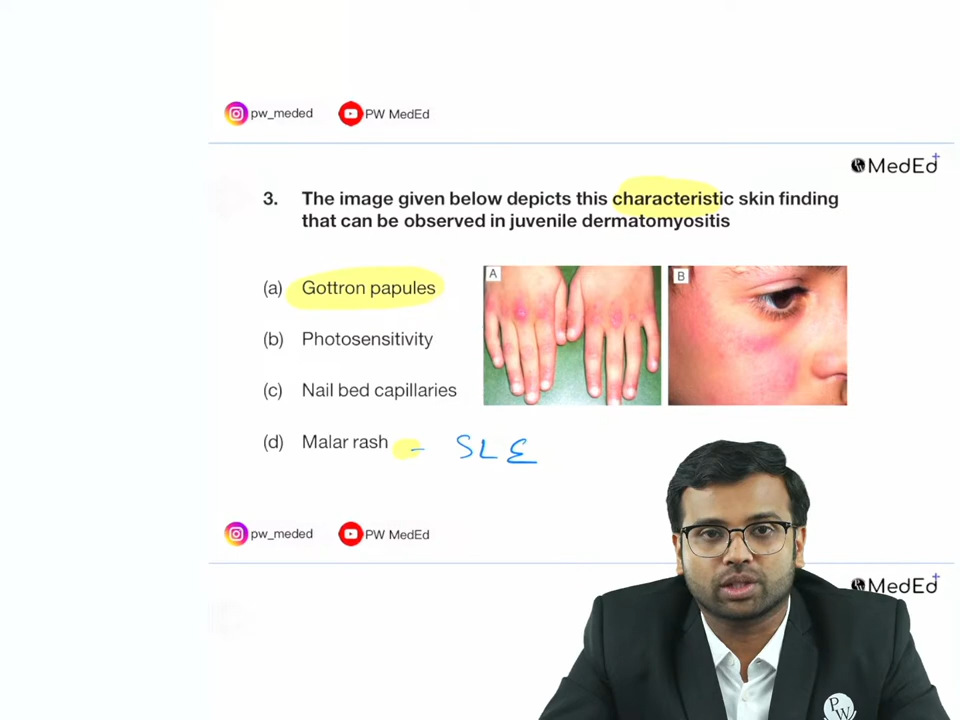 pw_meded PW MedEd
MedEd
3. The image given below depicts this characteristic skin finding
that can be observed in juvenile dermatomyositis
(a) Gottron papules
A
B
(b) Photosensitivity
(c) Nail bed capillaries
(d) Malar rash - SLE
pw_meded PW MedEd
MedEd
PW